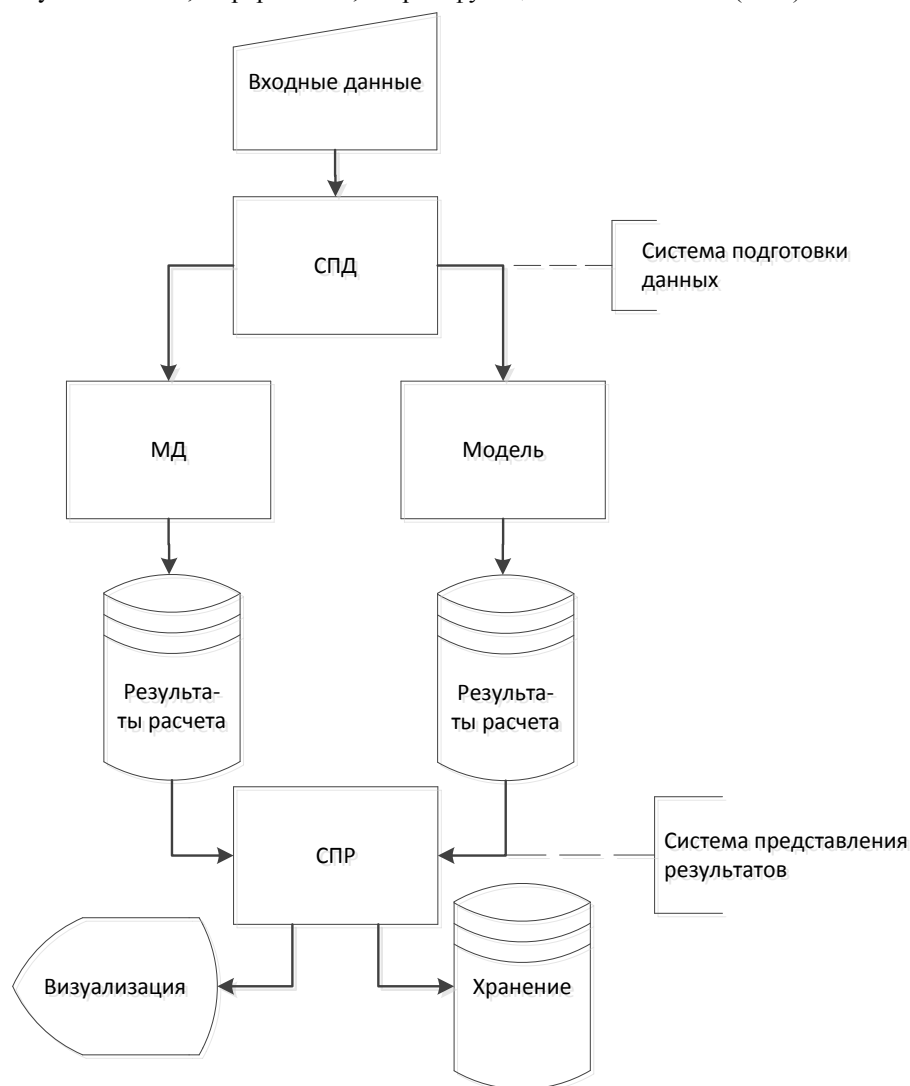 Входные данные
СПД
Система подготовки
данных
МД
Модель
Результа-
ты расчета
Результа-
ты расчета
СПР
Система представления
результатов
Визуализация
Хранение